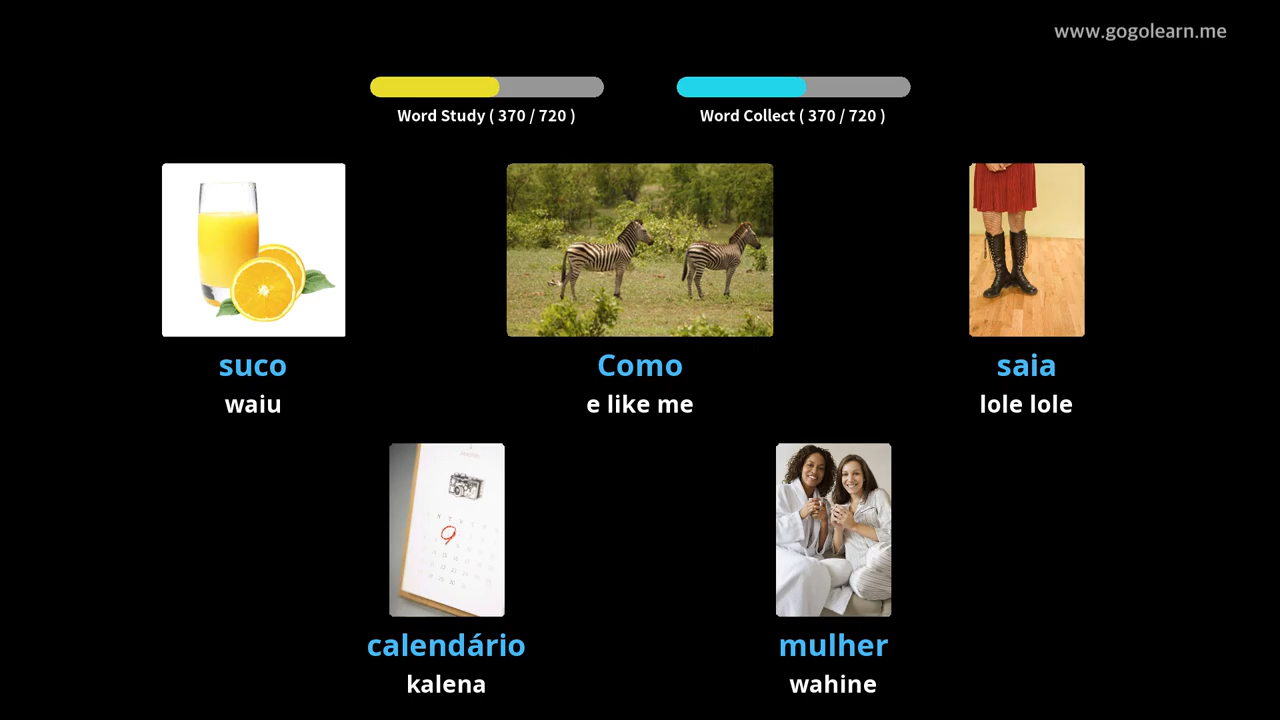 www.gogolearn.me
Word Study ( 370 / 720 )
Word Collect ( 370 / 720 )
suco
waiu
Como
e like me
saia
lole lole
calendário
kalena
mulher
wahine